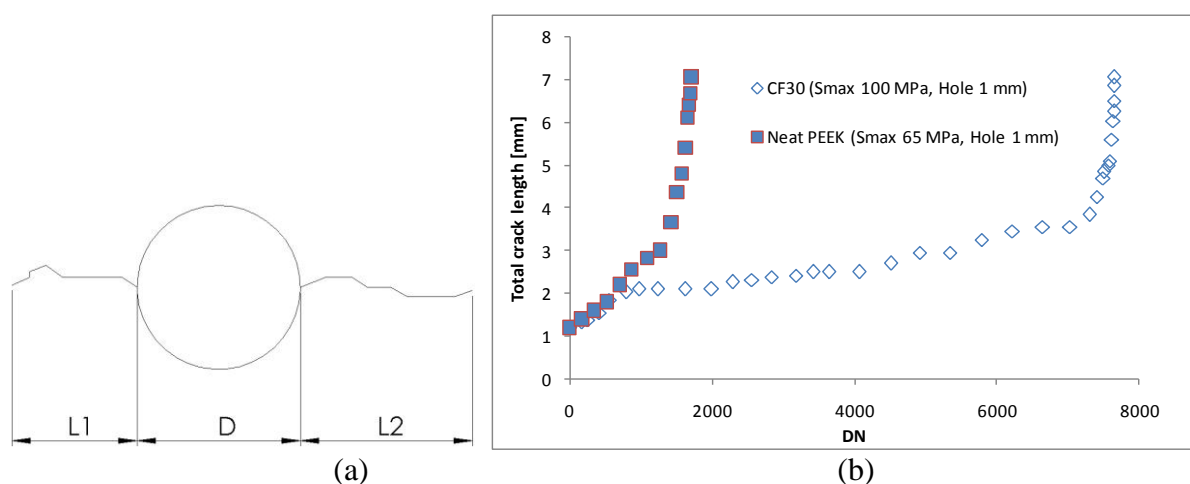 L1 D L2
(a)
8
7
6
5
4
3
2
1
0
Total crack length [mm]
CF30 (Smax 100 MPa, Hole 1 mm)
Neat PEEK (Smax 65 MPa, Hole 1 mm)
0 2000 4000 6000 8000
DN
(b)